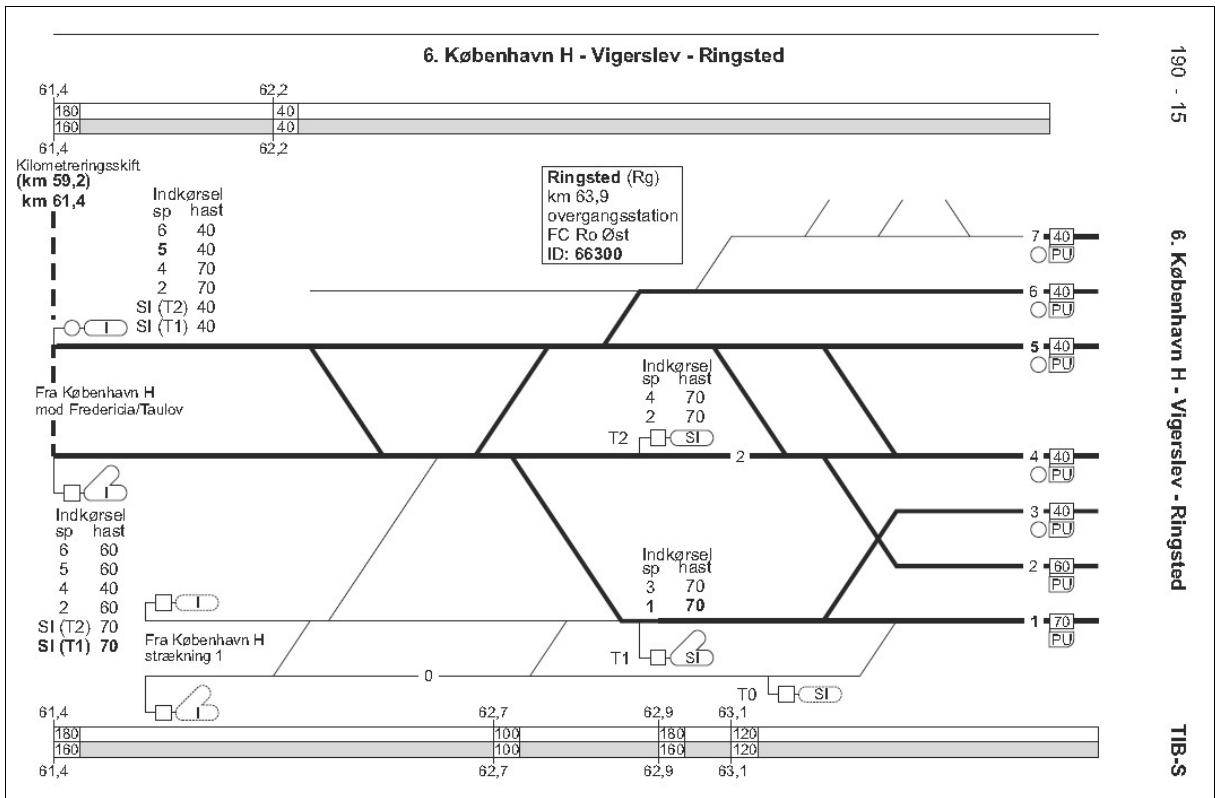 6. København H - Vigerslev - Ringsted
190 - 15
61,4 62,2
180 40
160 40
61,4 62,2
Kilometreringsskift
(km 59,2)
km 61,4
Indkørsel
sp hast
6 40
5 40
4 70
2 70
SI (T2) 40
SI (T1) 40
I
Ringsted (Rg)
km 63,9
overgangsstation
FC Ro Øst
ID: 66300
7 40
PU
6 40
PU
5 40
PU
Fra København H
mod Fredericia/Taulov
Indkørsel
sp hast
4 70
2 70
T2 SI
2
4 40
PU
3 40
PU
2 60
PU
1 70
PU
I
Indkørsel
sp hast
6 60
5 60
4 40
2 60
SI (T2) 70
SI (T1) 70
I
Fra København H
strækning 1
Indkørsel
sp hast
3 70
1 70
T1 SI
0
T0 SI
I
61,4 62,7 62,9 63,1
180 100 180 120
160 100 160 120
61,4 62,7 62,9 63,1
6. København H - Vigerslev - Ringsted
TIB-S